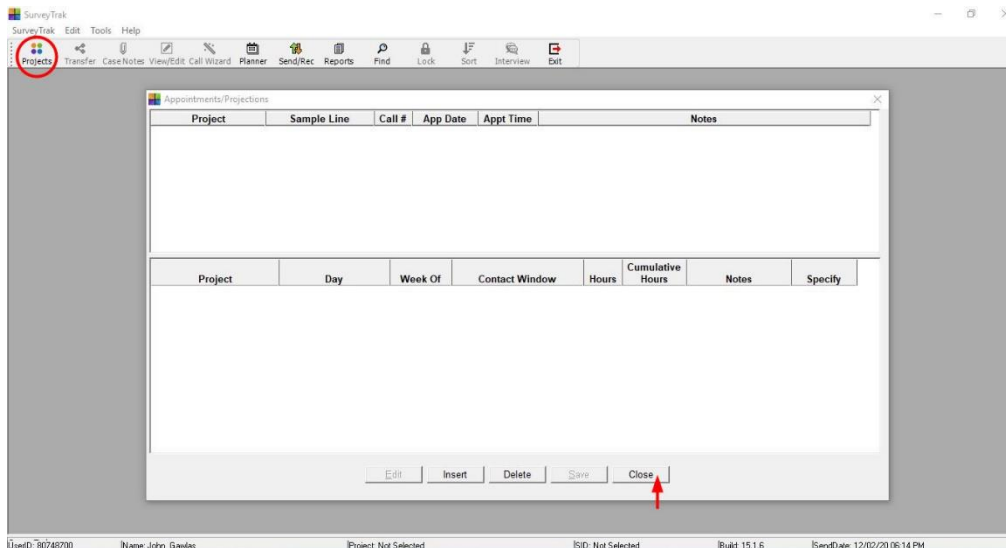 SurveyTrak
SurveyTrak Edit Tools Help
Projects Transfer Case Notes View/Edit Call Wizard Planner Send/Rec Reports Find Lock Sort Interview Exit
Appointments/Projections
Project Sample Line Call # App Date Appt Time Notes
Project Day Week Of Contact Window Hours Cumulative Hours Notes Specify
Edit Insert Delete Save Close
UserID: 80748700 Name: John Gawlas Project: Not Selected SID: Not Selected Build: 15.1.6 SendDate: 12/02/20 06:14 PM